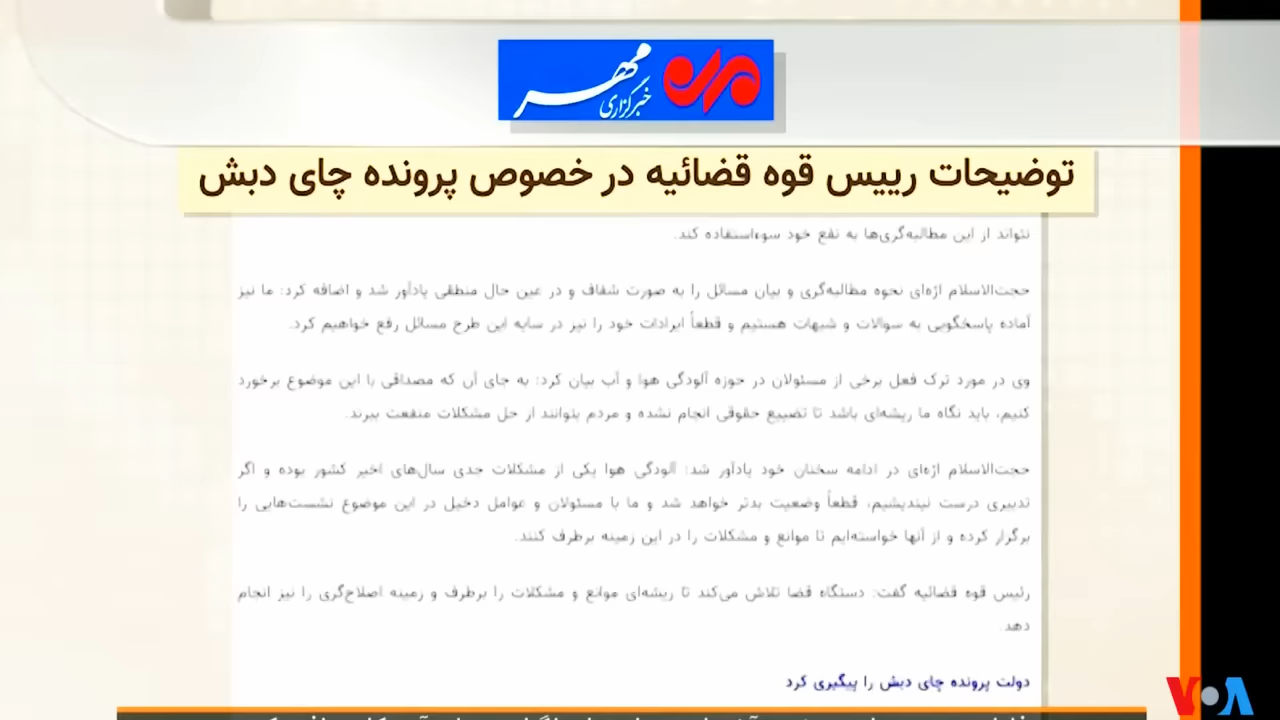 خبرگزاری مهر
توضیحات رییس قوه قضائیه در خصوص پرونده چای دبش
نتواند از این مطالبه‌گری‌ها به نفع خود سوءاستفاده کند.
حجت‌الاسلام اژه‌ای نحوه مطالبه‌گری و بیان مسائل را به صورت شفاف و در عین حال منطقی یادآور شد و اضافه کرد: ما نیز
آماده پاسخگویی به سوالات و شبهات هستیم و قطعاً ایرادات خود را نیز در سایه این طرح مسائل رفع خواهیم کرد.
وی در مورد ترک فعل برخی از مسئولان در حوزه آلودگی هوا و آب بیان کرد: به جای آن که مصداقی با این موضوع برخورد
کنیم، باید نگاه ما ریشه‌ای باشد تا تضییع حقوقی انجام نشده و مردم بتوانند از حل مشکلات منفعت ببرند.
حجت‌الاسلام اژه‌ای در ادامه سخنان خود یادآور شد: آلودگی هوا یکی از مشکلات جدی سال‌های اخیر کشور بوده و اگر
تدبیری درست نیندیشیم، قطعاً وضعیت بدتر خواهد شد و ما با مسئولان و عوامل دخیل در این موضوع نشست‌هایی را
برگزار کرده و از آنها خواسته‌ایم تا موانع و مشکلات را در این زمینه برطرف کنند.
رئیس قوه قضائیه گفت: دستگاه قضا تلاش می‌کند تا ریشه‌ای موانع و مشکلات را برطرف و زمینه اصلاح‌گری را نیز انجام
دهد.
دولت پرونده چای دبش را پیگیری کرد
VOA